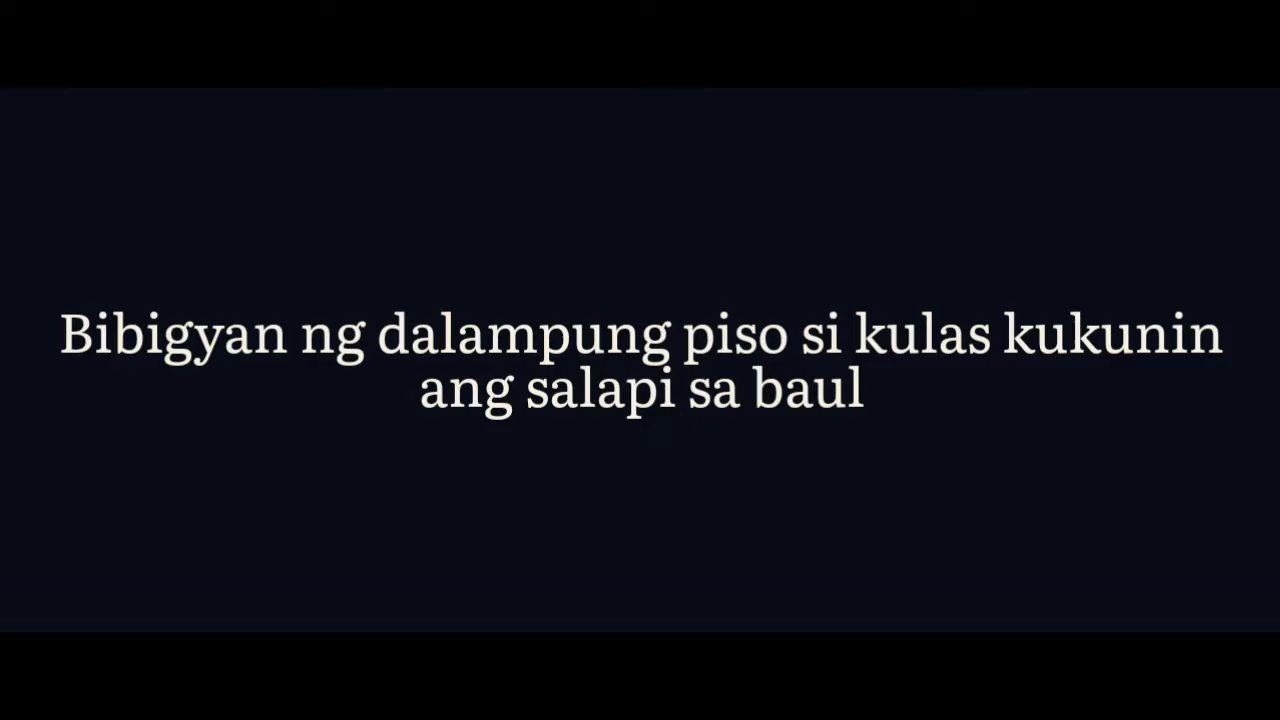 Bibigyan ng dalampung piso si kulas kukunin
ang salapi sa baul